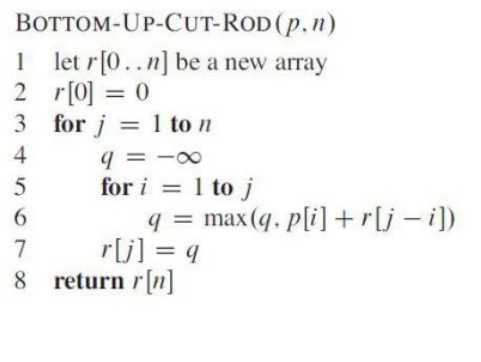 BOTTOM-UP-CUT-ROD(p, n)
1 let r[0..n] be a new array
2 r[0] = 0
3 for j = 1 to n
4 q = −∞
5 for i = 1 to j
6 q = max(q, p[i] + r[j − i])
7 r[j] = q
8 return r[n]